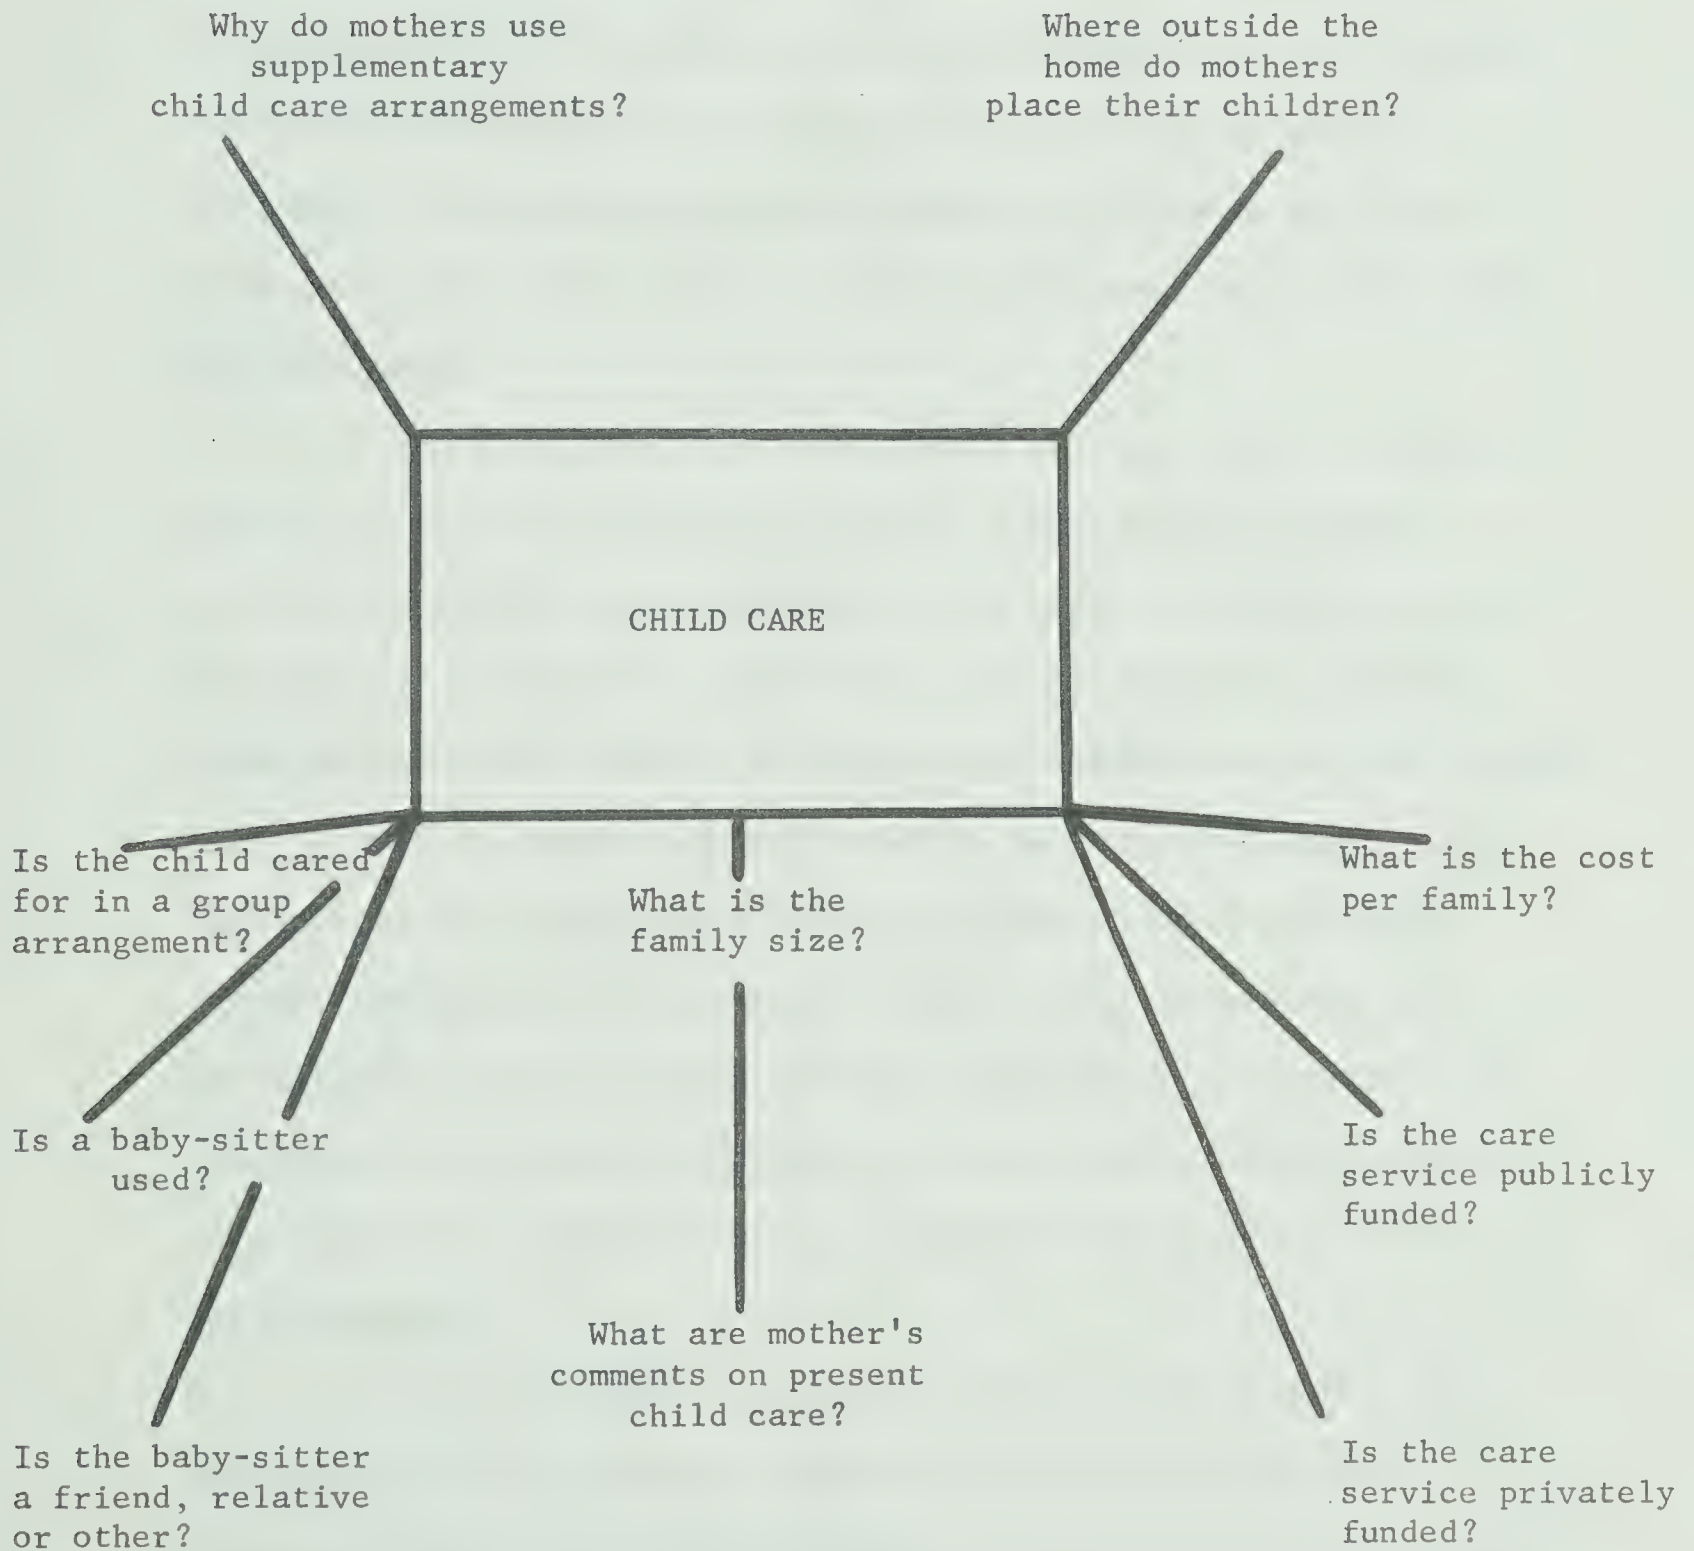 Why do mothers use
supplementary
child care arrangements?
Where outside the
home do mothers
place their children?
CHILD CARE
Is the child cared
for in a group
arrangement?
What is the
family size?
What is the cost
per family?
Is a baby-sitter
used?
Is the care
service publicly
funded?
What are mother's
comments on present
child care?
Is the baby-sitter
a friend, relative
or other?
Is the care
service privately
funded?